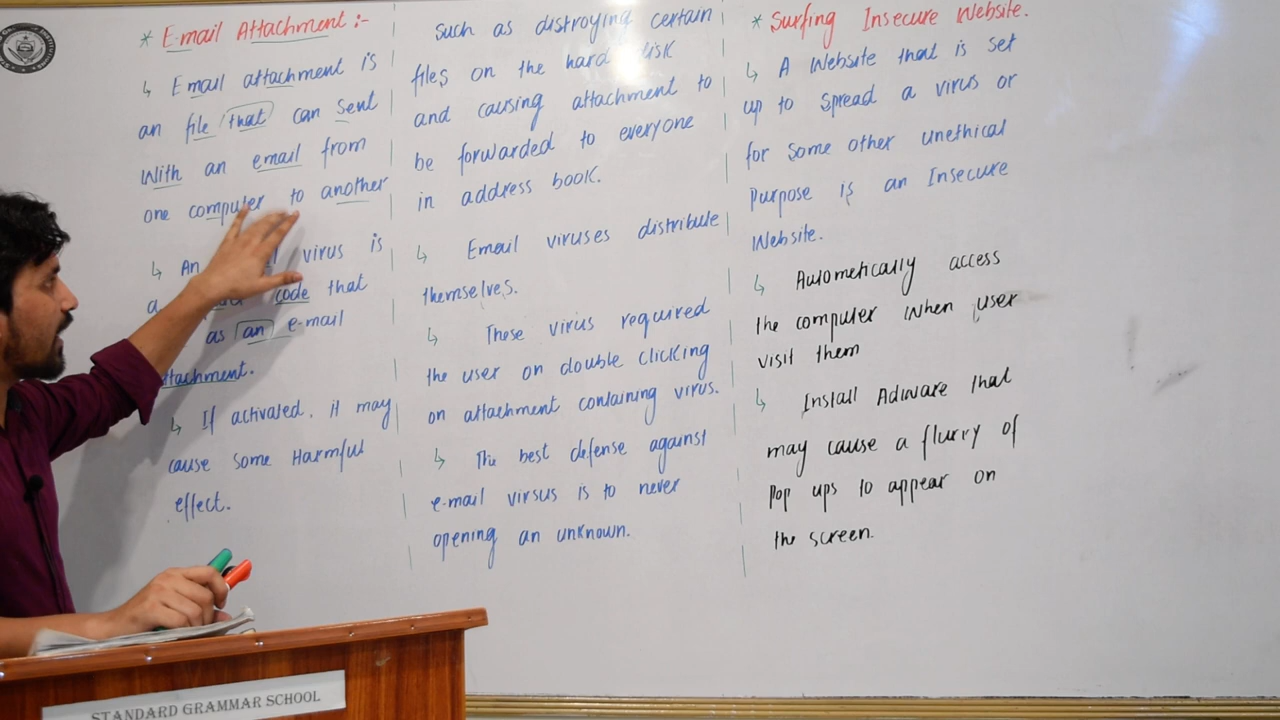 * E-mail Attachment :-
↳ Email attachment is
an file that can sent
with an email from
one computer to another
↳ An virus is
a code that
as an e-mail
attachment.
↳ If activated, it may
cause some Harmful
effect.
such as distroying certain
files on the hard disk
and causing attachment to
be forwarded to everyone
in address book.
↳ Email viruses distribute
themselves.
↳ These virus required
the user on double clicking
on attachment containing virus.
↳ The best defense against
e-mail virsus is to never
opening an unknown.
* Surfing Insecure Website.
↳ A Website that is set
up to spread a virus or
for some other unethical
Purpose is an Insecure
Website.
↳ Autometically access
the computer when user
visit them
↳ Install Adware that
may cause a flurry of
Pop ups to appear on
the screen.
STANDARD GRAMMAR SCHOOL